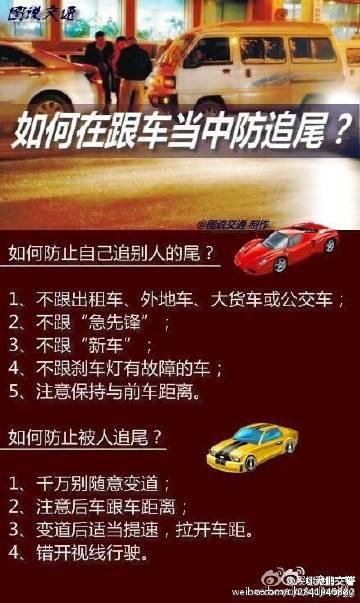 图说交通
如何在跟车当中防追尾？
@图说交通 制作
如何防止自己追别人的尾？
1、不跟出租车、外地车、大货车或公交车；
2、不跟“急先锋”；
3、不跟“新车”；
4、不跟刹车灯有故障的车；
5、注意保持与前车距离。
如何防止被人追尾？
1、千万别随意变道；
2、注意后车跟车距离；
3、变道后适当提速，拉开车距。
4、错开视线行驶。